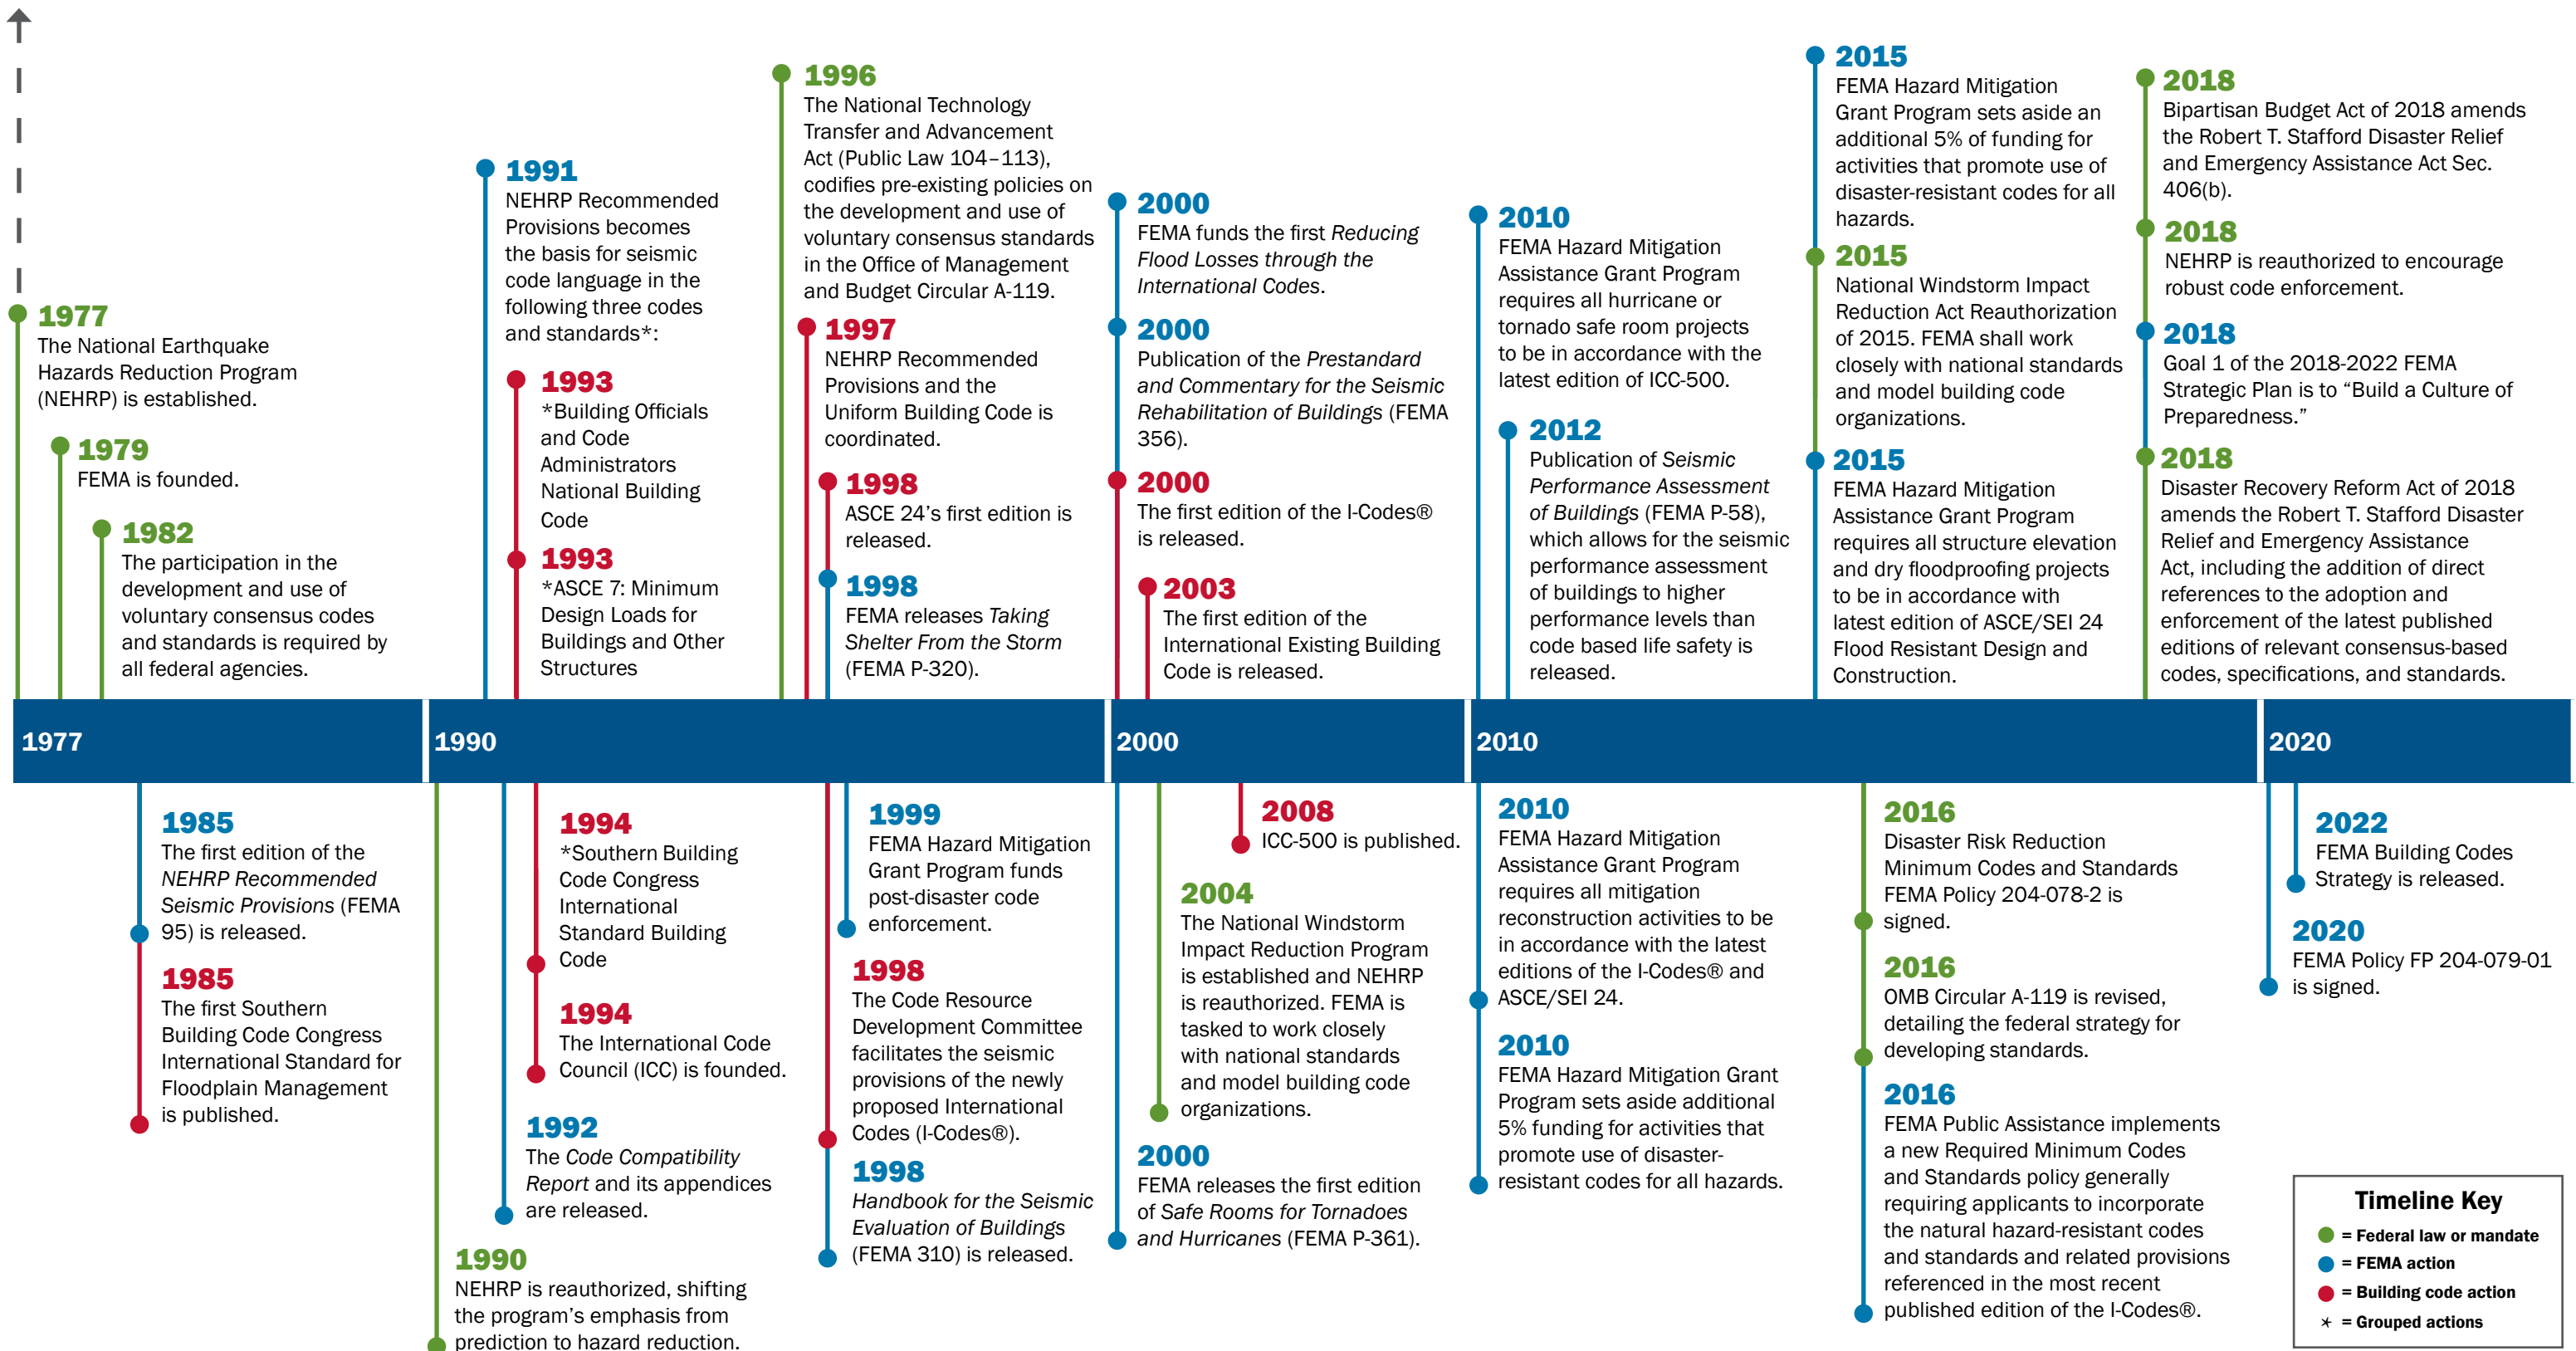 1977
The National Earthquake
Hazards Reduction Program
(NEHRP) is established.
1979
FEMA is founded.
1982
The participation in the
development and use of
voluntary consensus codes
and standards is required by
all federal agencies.
1991
NEHRP Recommended
Provisions becomes
the basis for seismic
code language in the
following three codes
and standards*:
1993
*Building Officials
and Code
Administrators
National Building
Code
1993
*ASCE 7: Minimum
Design Loads for
Buildings and Other
Structures
1996
The National Technology
Transfer and Advancement
Act (Public Law 104–113),
codifies pre-existing policies on
the development and use of
voluntary consensus standards
in the Office of Management
and Budget Circular A-119.
1997
NEHRP Recommended
Provisions and the
Uniform Building Code is
coordinated.
1998
ASCE 24's first edition is
released.
1998
FEMA releases Taking
Shelter From the Storm
(FEMA P-320).
2000
FEMA funds the first Reducing
Flood Losses through the
International Codes.
2000
Publication of the Prestandard
and Commentary for the Seismic
Rehabilitation of Buildings (FEMA
356).
2000
The first edition of the I-Codes®
is released.
2003
The first edition of the
International Existing Building
Code is released.
2010
FEMA Hazard Mitigation
Assistance Grant Program
requires all hurricane or
tornado safe room projects
to be in accordance with the
latest edition of ICC-500.
2012
Publication of Seismic
Performance Assessment
of Buildings (FEMA P-58),
which allows for the seismic
performance assessment
of buildings to higher
performance levels than
code based life safety is
released.
2015
FEMA Hazard Mitigation
Grant Program sets aside an
additional 5% of funding for
activities that promote use of
disaster-resistant codes for all
hazards.
2015
National Windstorm Impact
Reduction Act Reauthorization
of 2015. FEMA shall work
closely with national standards
and model building code
organizations.
2015
FEMA Hazard Mitigation
Assistance Grant Program
requires all structure elevation
and dry floodproofing projects
to be in accordance with
latest edition of ASCE/SEI 24
Flood Resistant Design and
Construction.
2018
Bipartisan Budget Act of 2018 amends
the Robert T. Stafford Disaster Relief
and Emergency Assistance Act Sec.
406(b).
2018
NEHRP is reauthorized to encourage
robust code enforcement.
2018
Goal 1 of the 2018-2022 FEMA
Strategic Plan is to “Build a Culture of
Preparedness.”
2018
Disaster Recovery Reform Act of 2018
amends the Robert T. Stafford Disaster
Relief and Emergency Assistance
Act, including the addition of direct
references to the adoption and
enforcement of the latest published
editions of relevant consensus-based
codes, specifications, and standards.
1977
1990
2000
2010
2020
1985
The first edition of the
NEHRP Recommended
Seismic Provisions (FEMA
95) is released.
1985
The first Southern
Building Code Congress
International Standard for
Floodplain Management
is published.
1994
*Southern Building
Code Congress
International
Standard Building
Code
1994
The International Code
Council (ICC) is founded.
1992
The Code Compatibility
Report and its appendices
are released.
1990
NEHRP is reauthorized, shifting
the program's emphasis from
prediction to hazard reduction.
1999
FEMA Hazard Mitigation
Grant Program funds
post-disaster code
enforcement.
1998
The Code Resource
Development Committee
facilitates the seismic
provisions of the newly
proposed International
Codes (I-Codes®).
1998
Handbook for the Seismic
Evaluation of Buildings
(FEMA 310) is released.
2008
ICC-500 is published.
2004
The National Windstorm
Impact Reduction Program
is established and NEHRP
is reauthorized. FEMA is
tasked to work closely
with national standards
and model building code
organizations.
2000
FEMA releases the first edition
of Safe Rooms for Tornadoes
and Hurricanes (FEMA P-361).
2010
FEMA Hazard Mitigation
Assistance Grant Program
requires all mitigation
reconstruction activities to be
in accordance with the latest
editions of the I-Codes® and
ASCE/SEI 24.
2010
FEMA Hazard Mitigation Grant
Program sets aside additional
5% funding for activities that
promote use of disaster-
resistant codes for all hazards.
2016
Disaster Risk Reduction
Minimum Codes and Standards
FEMA Policy 204-078-2 is
signed.
2016
OMB Circular A-119 is revised,
detailing the federal strategy for
developing standards.
2016
FEMA Public Assistance implements
a new Required Minimum Codes
and Standards policy generally
requiring applicants to incorporate
the natural hazard-resistant codes
and standards and related provisions
referenced in the most recent
published edition of the I-Codes®.
2022
FEMA Building Codes
Strategy is released.
2020
FEMA Policy FP 204-079-01
is signed.
Timeline Key
= Federal law or mandate
= FEMA action
= Building code action
* = Grouped actions